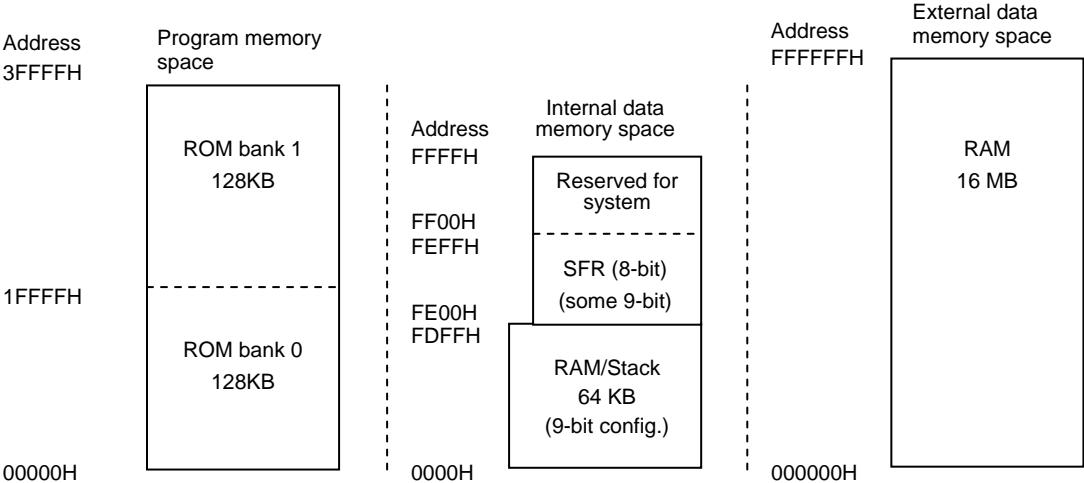 Address
3FFFFH
Program memory
space
ROM bank 1
128KB
1FFFFH
ROM bank 0
128KB
00000H
Internal data
memory space
Address
FFFFH
Reserved for
system
FF00H
FEFFH
SFR (8-bit)
(some 9-bit)
FE00H
FDFFH
RAM/Stack
64 KB
(9-bit config.)
0000H
External data
memory space
Address
FFFFFFH
RAM
16 MB
000000H